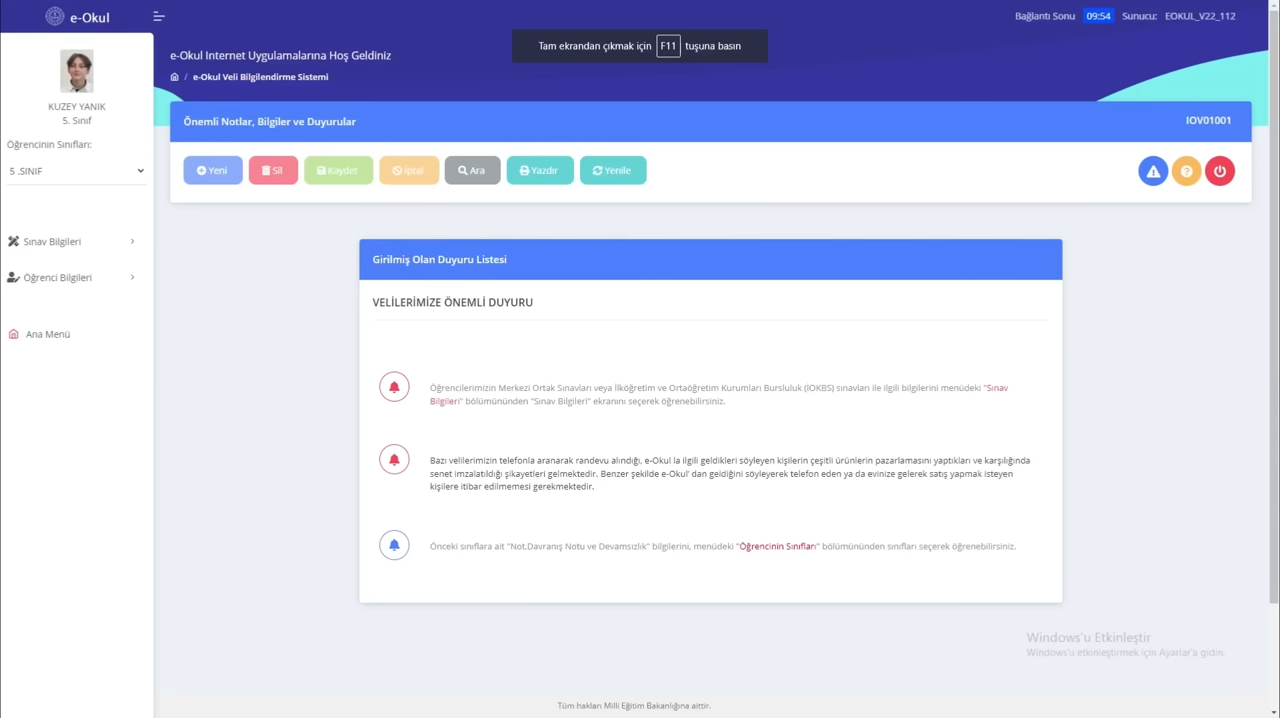 e-Okul
Bağlantı Sonu 09:54 Sunucu: EOKUL_V22_112
Tam ekrandan çıkmak için F11 tuşuna basın
e-Okul Internet Uygulamalarına Hoş Geldiniz
/ e-Okul Veli Bilgilendirme Sistemi
KUZEY YANIK
5. Sınıf
Öğrencinin Sınıfları:
5 .SINIF
Sınav Bilgileri
Öğrenci Bilgileri
Ana Menü
Önemli Notlar, Bilgiler ve Duyurular
IOV01001
Yeni Sil Kaydet İptal Ara Yazdır Yenile
Girilmiş Olan Duyuru Listesi
VELİLERİMİZE ÖNEMLİ DUYURU
Öğrencilerimizin Merkezi Ortak Sınavları veya İlköğretim ve Ortaöğretim Kurumları Bursluluk (İOKBS) sınavları ile ilgili bilgilerini menüdeki "Sınav
Bilgileri" bölümününden "Sınav Bilgileri" ekranını seçerek öğrenebilirsiniz.
Bazı velilerimizin telefonla aranarak randevu alındığı, e-Okul la ilgili geldikleri söyleyen kişilerin çeşitli ürünlerin pazarlamasını yaptıkları ve karşılığında
senet imzalatıldığı şikayetleri gelmektedir. Benzer şekilde e-Okul' dan geldiğini söyleyerek telefon eden ya da evinize gelerek satış yapmak isteyen
kişilere itibar edilmemesi gerekmektedir.
Önceki sınıflara ait "Not,Davranış Notu ve Devamsızlık" bilgilerini, menüdeki "Öğrencinin Sınıfları" bölümününden sınıfları seçerek öğrenebilirsiniz.
Windows'u Etkinleştir
Windows'u etkinleştirmek için Ayarlar'a gidin.
Tüm hakları Milli Eğitim Bakanlığına aittir.